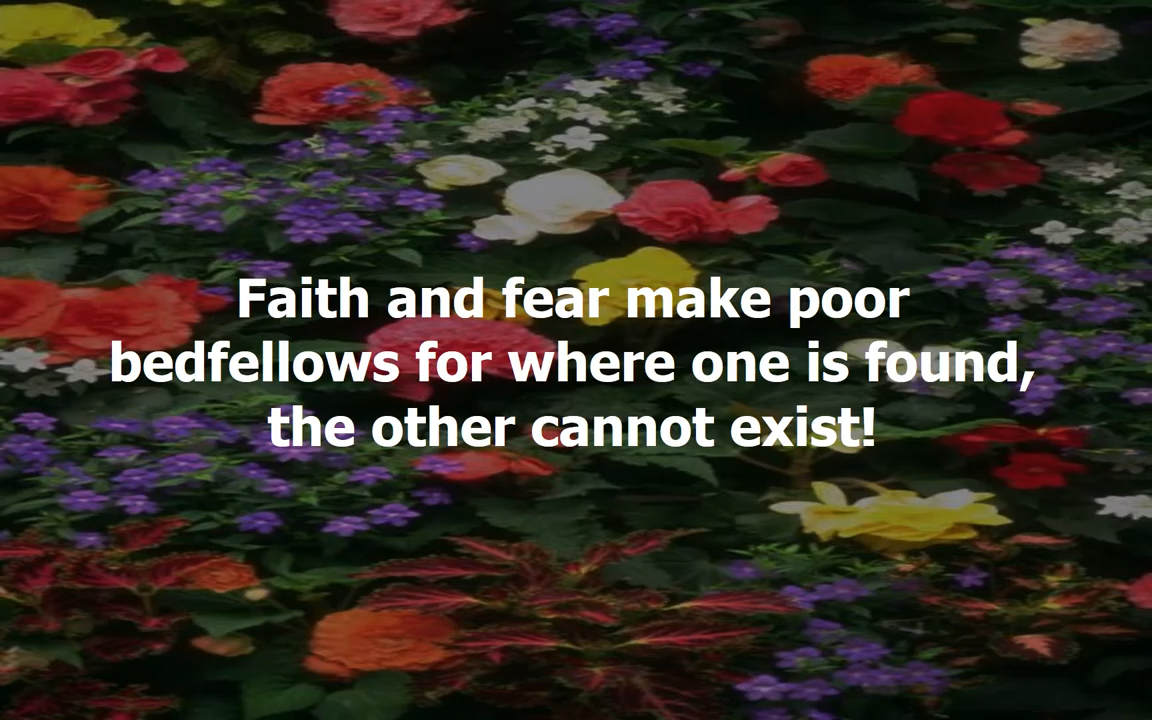 Faith and fear make poor
bedfellows for where one is found,
the other cannot exist!